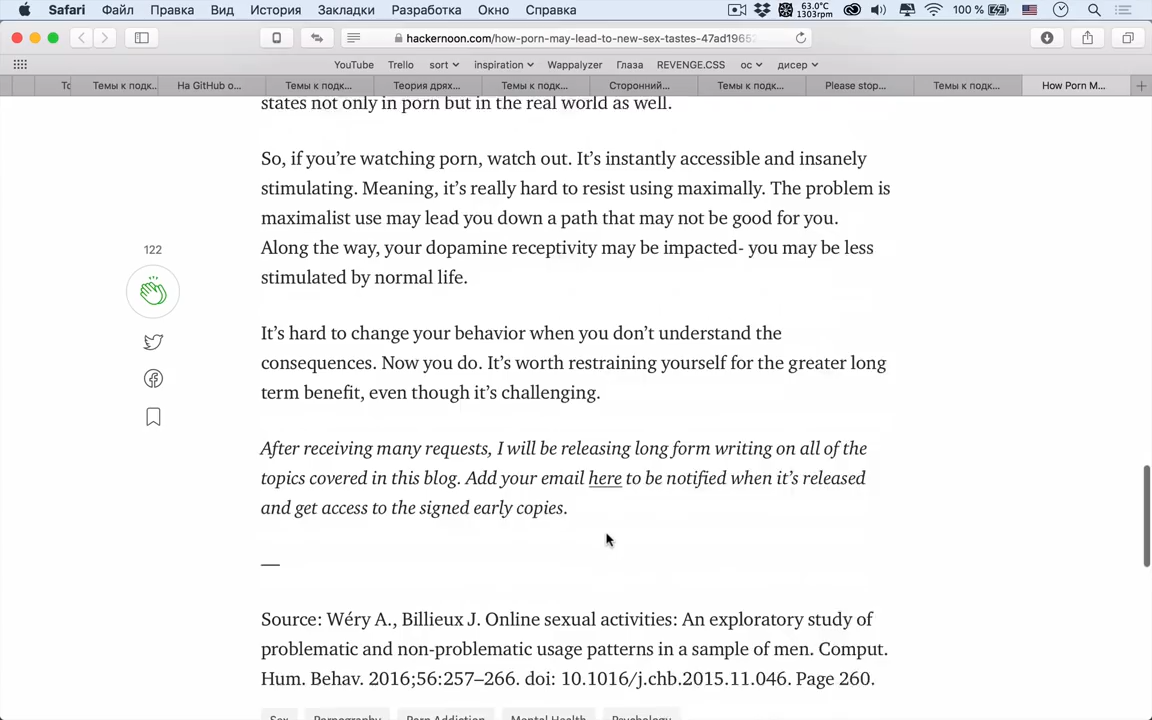 Safari Файл Правка Вид История Закладки Разработка Окно Справка 63.0°C 1303rpm 100 %
hackernoon.com/how-porn-may-lead-to-new-sex-tastes-47ad1965
YouTube Trello sort inspiration Wappalyzer Глаза REVENGE.CSS ос дисер
То Темы к подк... На GitHub о... Темы к подк... Теория дрях... Темы к подк... Сторонний... Темы к подк... Please stop... Темы к подк... How Porn M...
states not only in porn but in the real world as well.
So, if you’re watching porn, watch out. It’s instantly accessible and insanely
stimulating. Meaning, it’s really hard to resist using maximally. The problem is
maximalist use may lead you down a path that may not be good for you.
Along the way, your dopamine receptivity may be impacted- you may be less
stimulated by normal life.
122
It’s hard to change your behavior when you don’t understand the
consequences. Now you do. It’s worth restraining yourself for the greater long
term benefit, even though it’s challenging.
After receiving many requests, I will be releasing long form writing on all of the
topics covered in this blog. Add your email here to be notified when it’s released
and get access to the signed early copies.
—
Source: Wéry A., Billieux J. Online sexual activities: An exploratory study of
problematic and non-problematic usage patterns in a sample of men. Comput.
Hum. Behav. 2016;56:257–266. doi: 10.1016/j.chb.2015.11.046. Page 260.
Sex Pornography Porn Addiction Mental Health Psychology